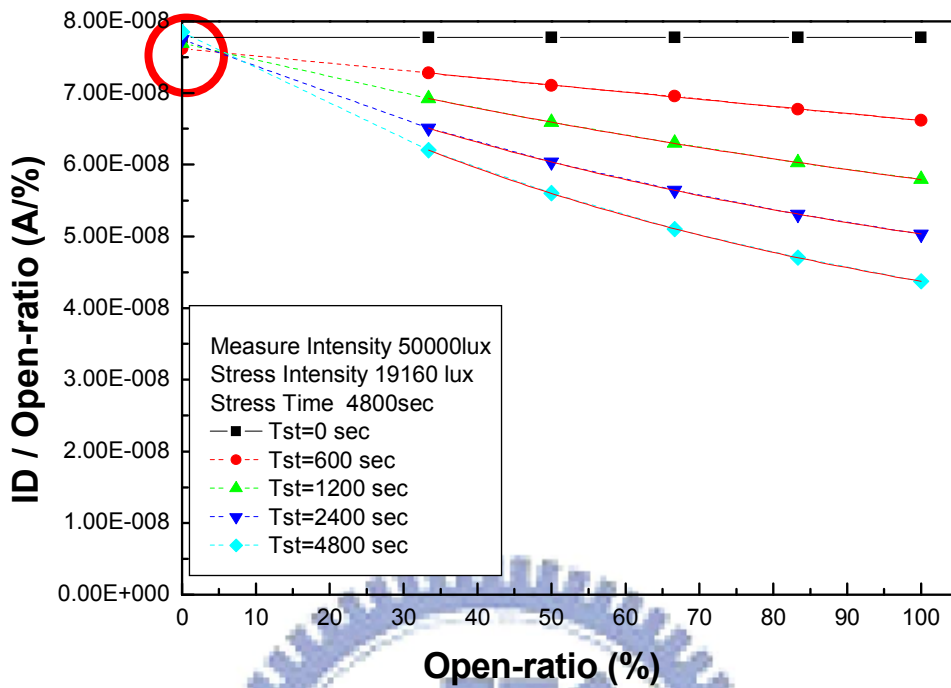 8.00E-008
7.00E-008
6.00E-008
5.00E-008
4.00E-008
3.00E-008
2.00E-008
1.00E-008
0.00E+000
ID / Open-ratio (A/%)
Measure Intensity 50000lux
Stress Intensity 19160 lux
Stress Time 4800sec
Tst=0 sec
Tst=600 sec
Tst=1200 sec
Tst=2400 sec
Tst=4800 sec
0 10 20 30 40 50 60 70 80 90 100
Open-ratio (%)